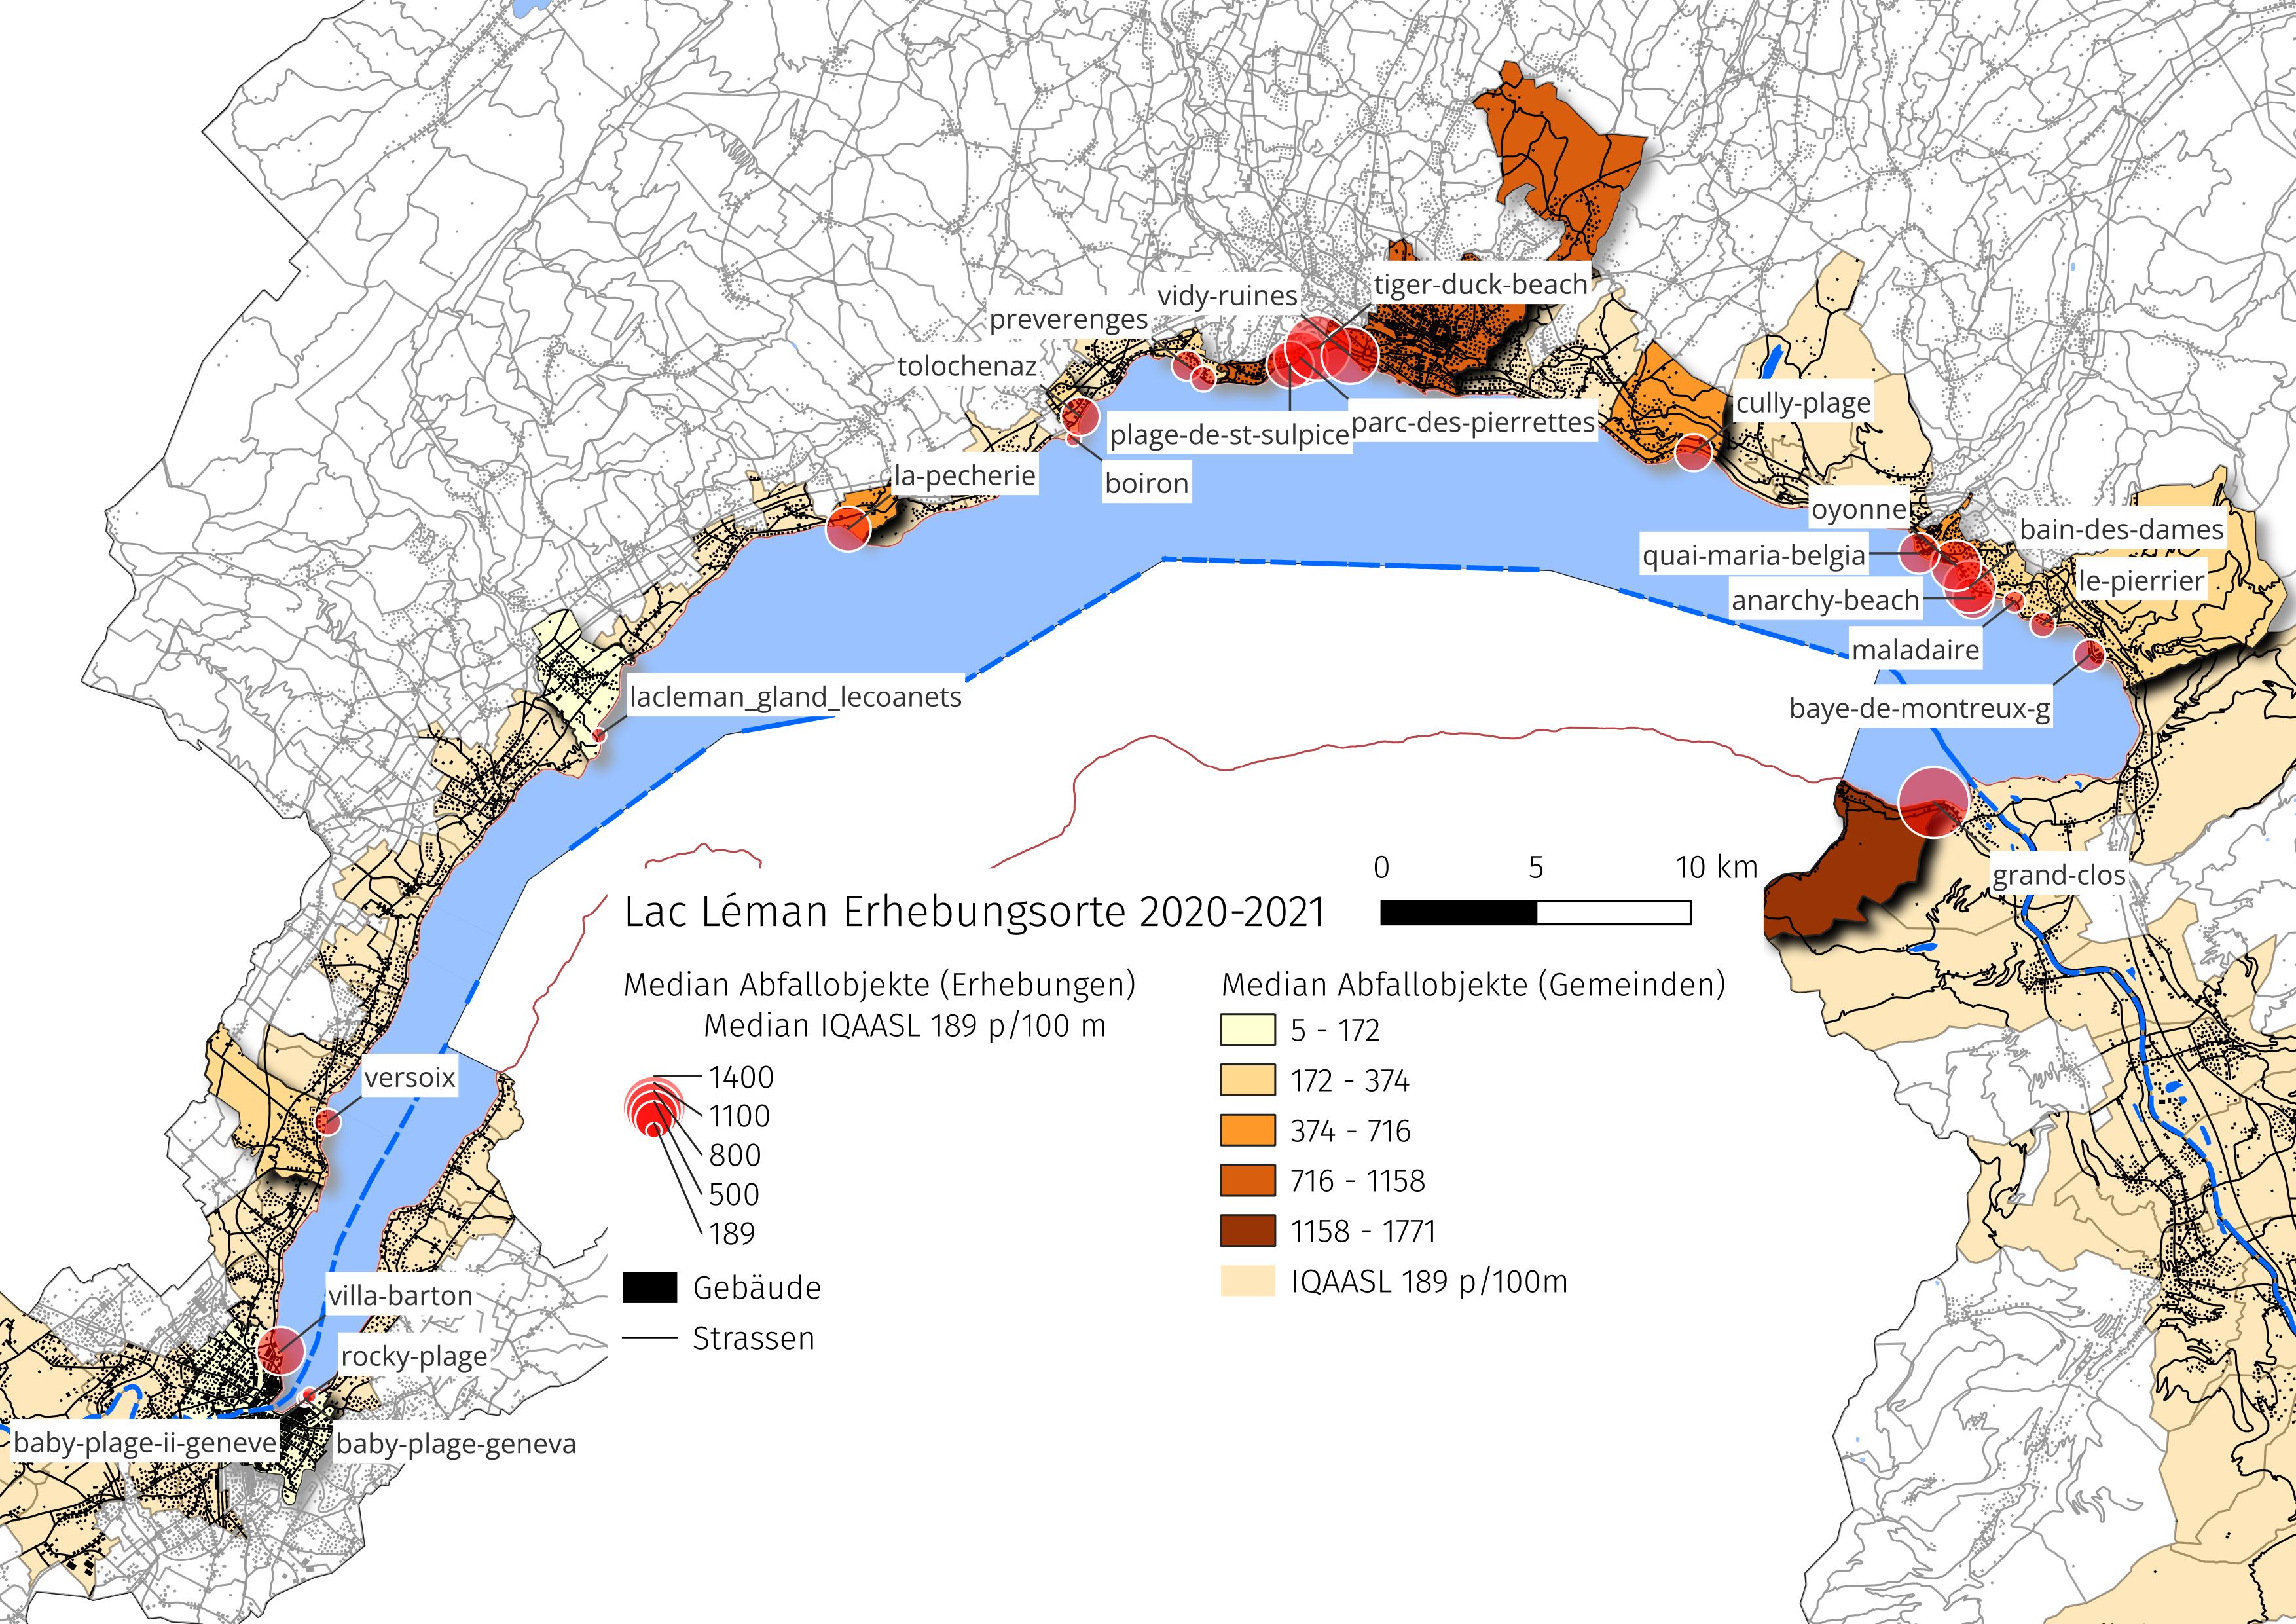 tiger-duck-beach
vidy-ruines
preverenges
tolochenaz
cully-plage
parc-des-pierrettes
plage-de-st-sulpice
la-pecherie
boiron
oyonne
bain-des-dames
quai-maria-belgia
le-pierrier
anarchy-beach
maladaire
lacleman_gland_lecoanets
baye-de-montreux-g
grand-clos
0 5 10 km
Lac Léman Erhebungsorte 2020-2021
Median Abfallobjekte (Erhebungen)
Median IQAASL 189 p/100 m
1400
1100
800
500
189
Gebäude
Strassen
Median Abfallobjekte (Gemeinden)
5 - 172
172 - 374
374 - 716
716 - 1158
1158 - 1771
IQAASL 189 p/100m
versoix
villa-barton
rocky-plage
baby-plage-ii-geneve
baby-plage-geneva